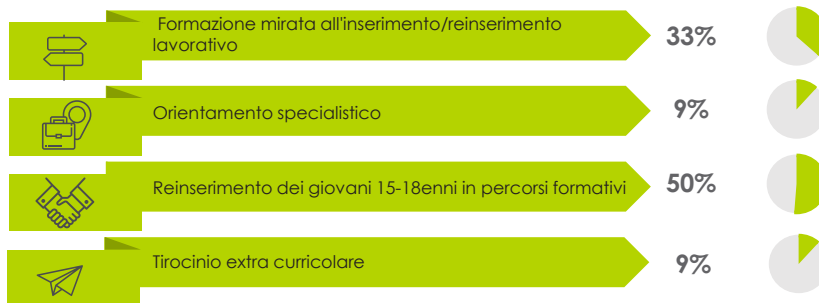 Formazione mirata all'inserimento/reinserimento
lavorativo
33%
Orientamento specialistico
9%
Reinserimento dei giovani 15-18enni in percorsi formativi
50%
Tirocinio extra curricolare
9%